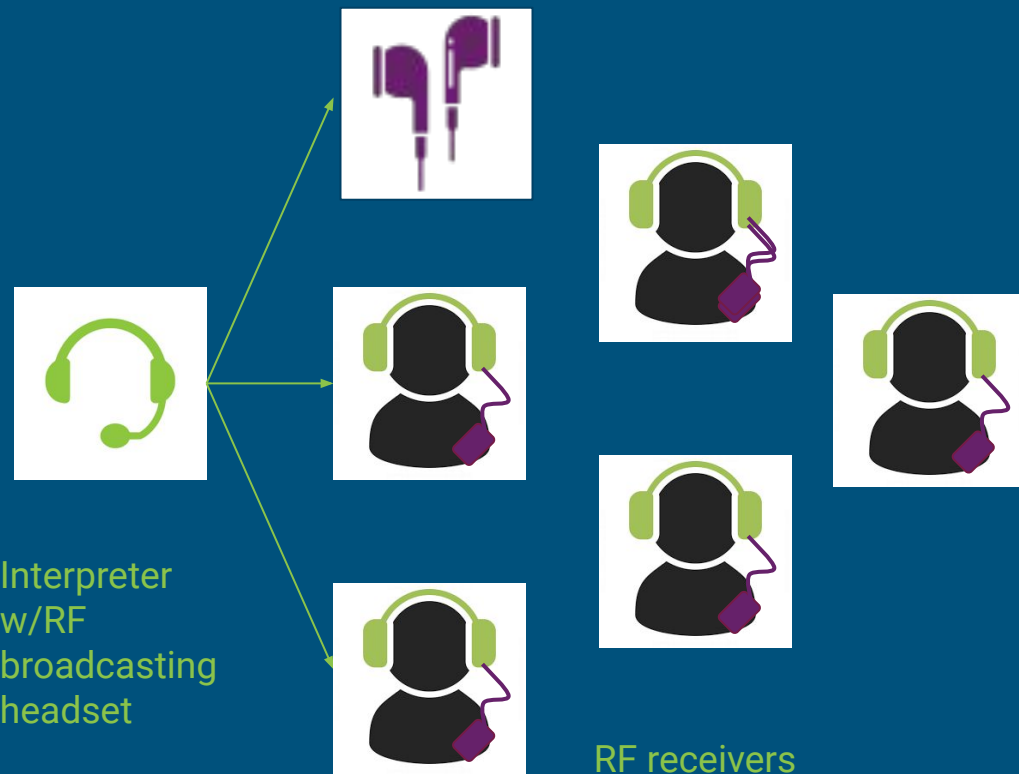 Interpreter
w/RF
broadcasting
headset
RF receivers